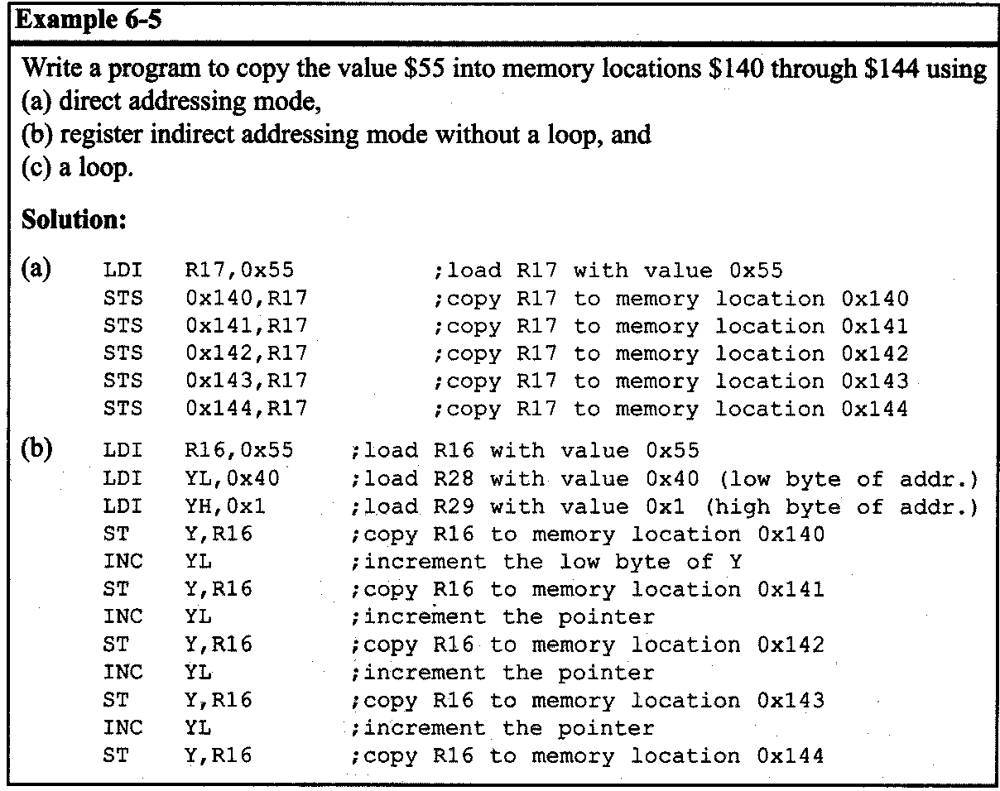 Example 6-5
Write a program to copy the value $55 into memory locations $140 through $144 using
(a) direct addressing mode,
(b) register indirect addressing mode without a loop, and
(c) a loop.
Solution:
(a) LDI R17,0x55 ;load R17 with value 0x55
STS 0x140,R17 ;copy R17 to memory location 0x140
STS 0x141,R17 ;copy R17 to memory location 0x141
STS 0x142,R17 ;copy R17 to memory location 0x142
STS 0x143,R17 ;copy R17 to memory location 0x143
STS 0x144,R17 ;copy R17 to memory location 0x144
(b) LDI R16,0x55 ;load R16 with value 0x55
LDI YL,0x40 ;load R28 with value 0x40 (low byte of addr.)
LDI YH,0x1 ;load R29 with value 0x1 (high byte of addr.)
ST Y,R16 ;copy R16 to memory location 0x140
INC YL ;increment the low byte of Y
ST Y,R16 ;copy R16 to memory location 0x141
INC YL ;increment the pointer
ST Y,R16 ;copy R16 to memory location 0x142
INC YL ;increment the pointer
ST Y,R16 ;copy R16 to memory location 0x143
INC YL ;increment the pointer
ST Y,R16 ;copy R16 to memory location 0x144